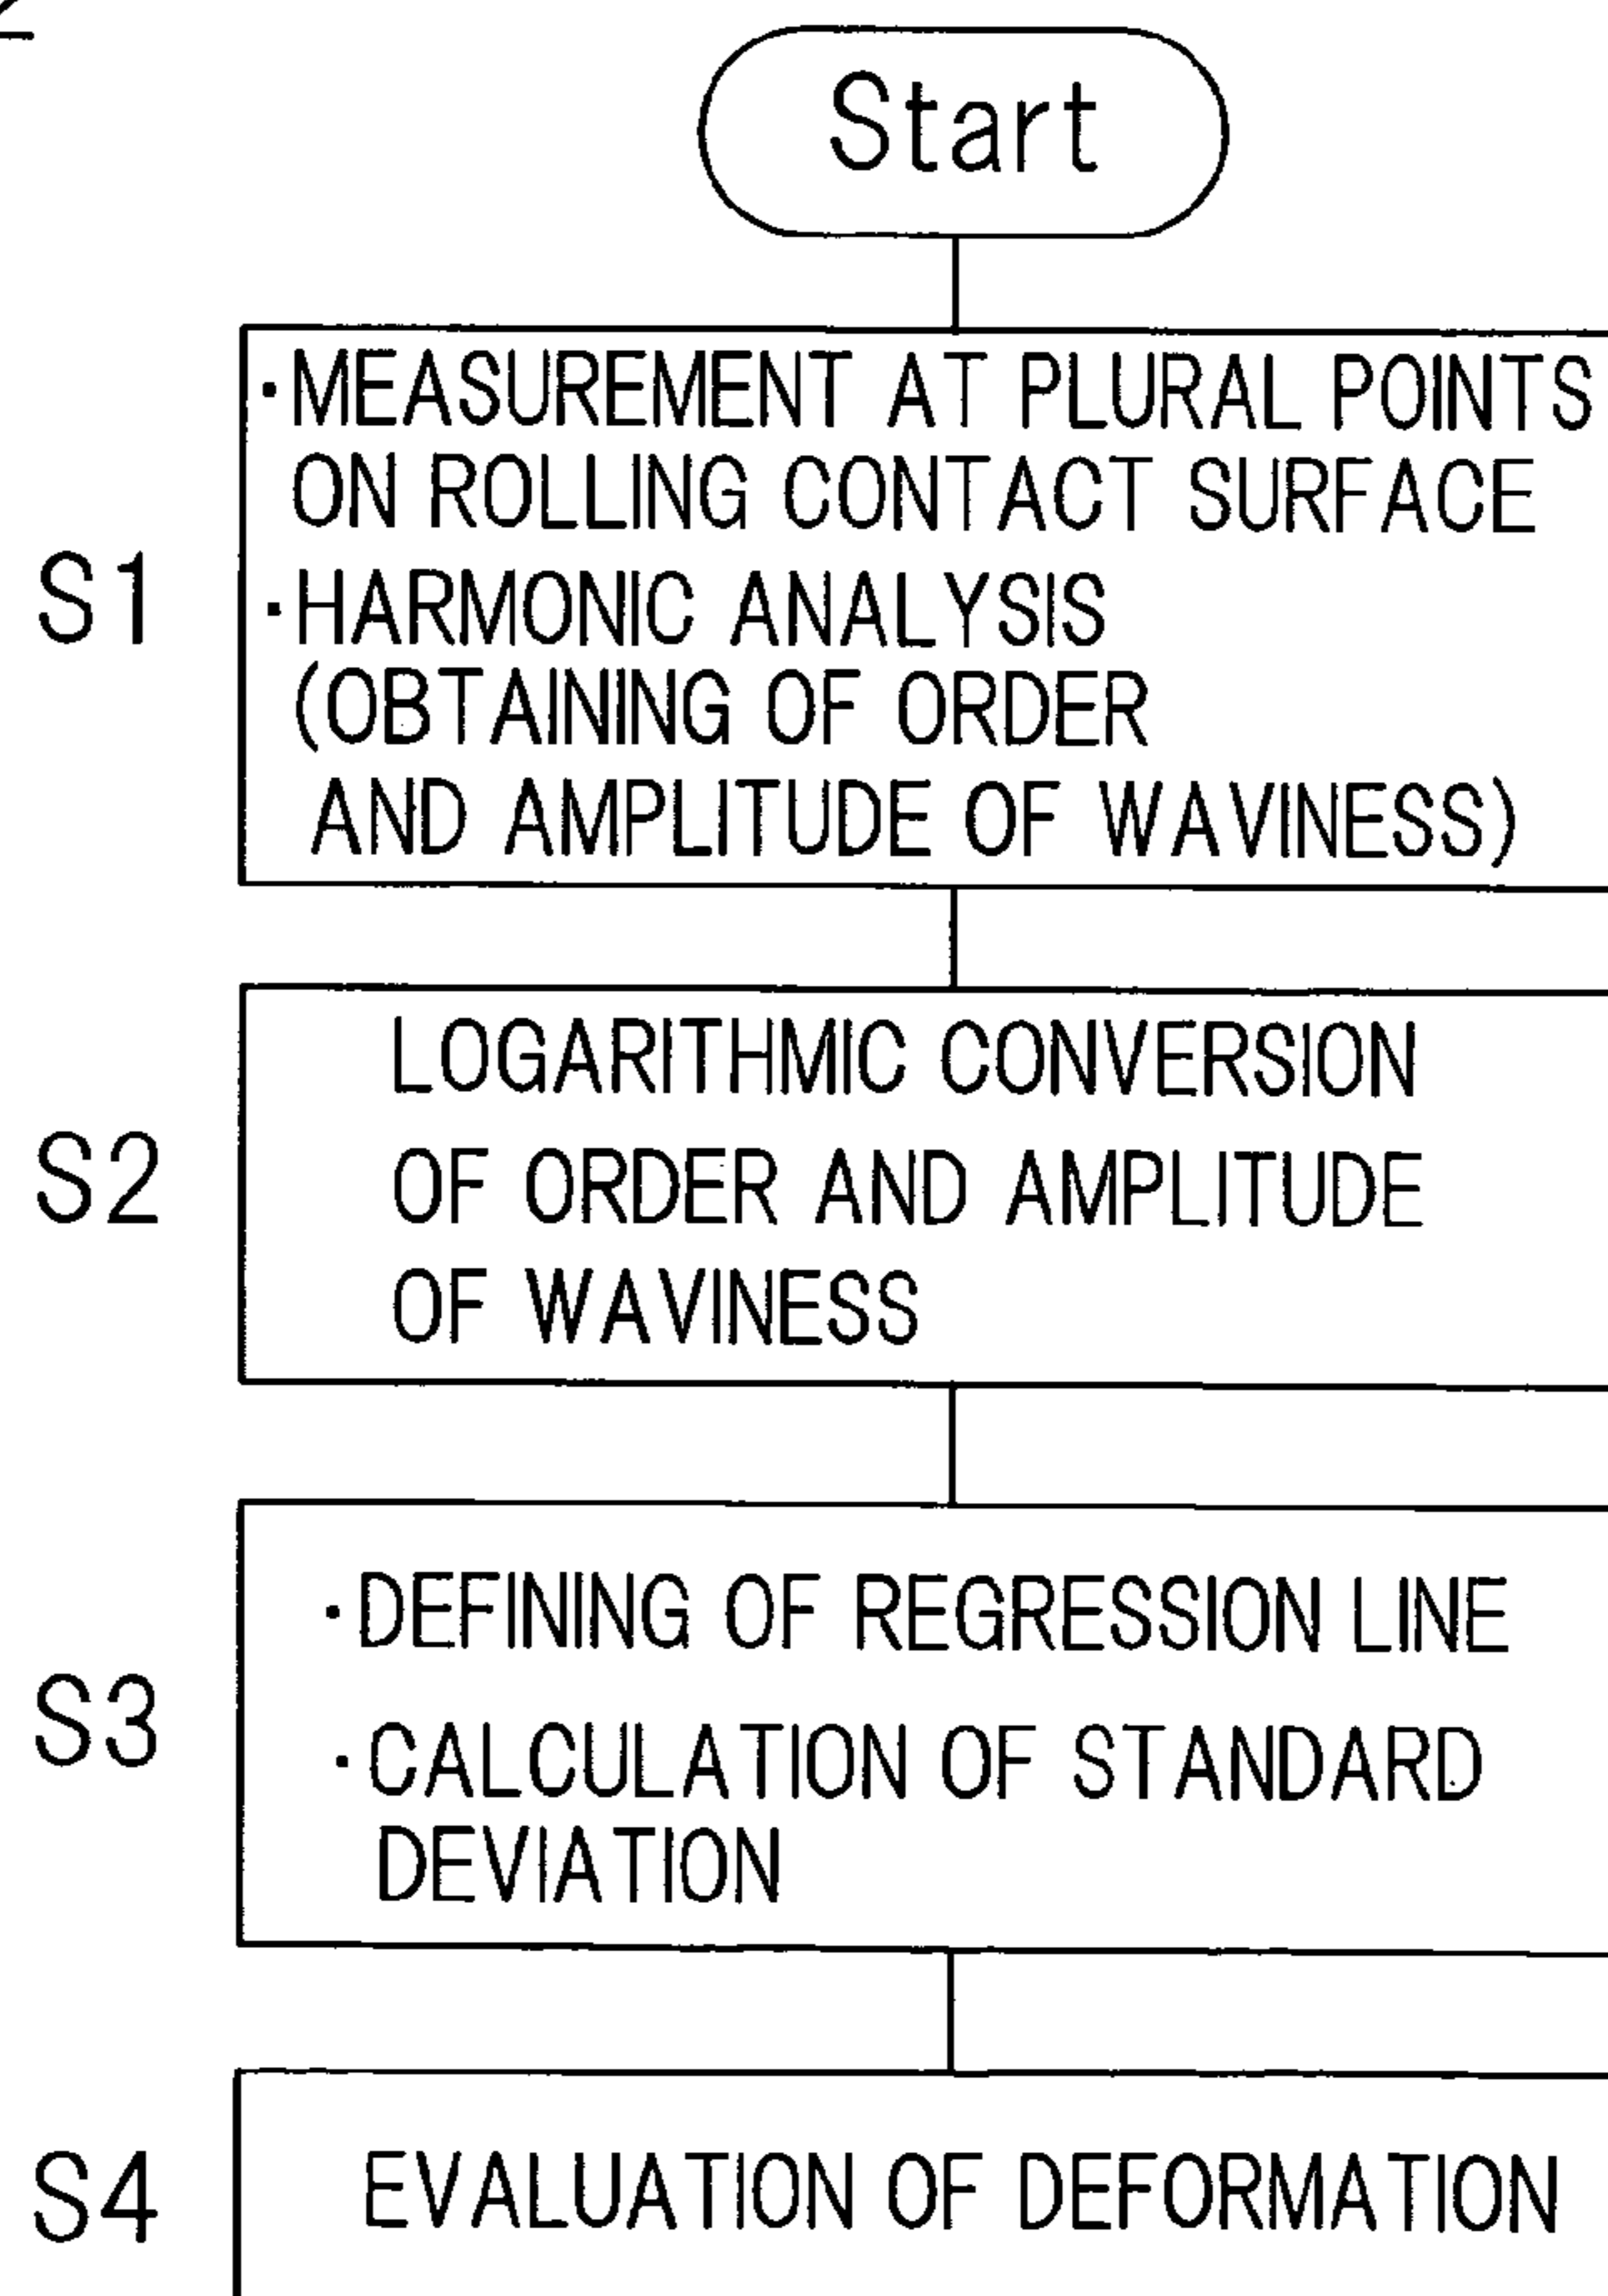 Start
S1
・MEASUREMENT AT PLURAL POINTS
ON ROLLING CONTACT SURFACE
・HARMONIC ANALYSIS
(OBTAINING OF ORDER
AND AMPLITUDE OF WAVINESS)
S2
LOGARITHMIC CONVERSION
OF ORDER AND AMPLITUDE
OF WAVINESS
S3
・DEFINING OF REGRESSION LINE
・CALCULATION OF STANDARD
DEVIATION
S4
EVALUATION OF DEFORMATION